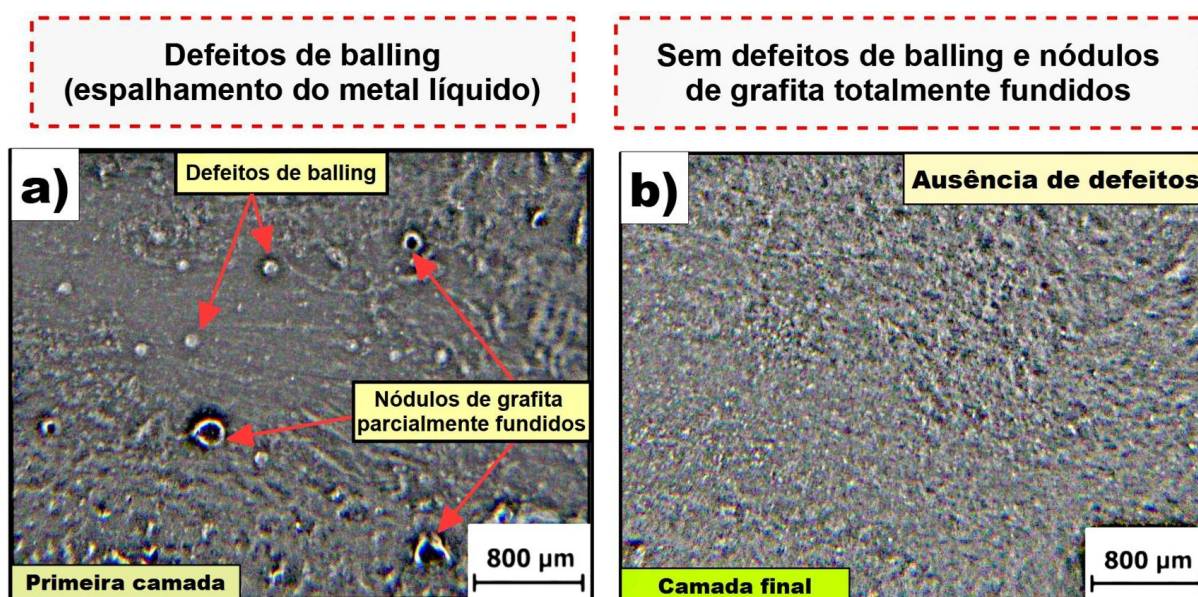 Defeitos de balling
(espalhamento do metal líquido)
Sem defeitos de balling e nódulos
de grafita totalmente fundidos
a)
Defeitos de balling
Nódulos de grafita
parcialmente fundidos
Primeira camada
800 µm
b)
Ausência de defeitos
Camada final
800 µm